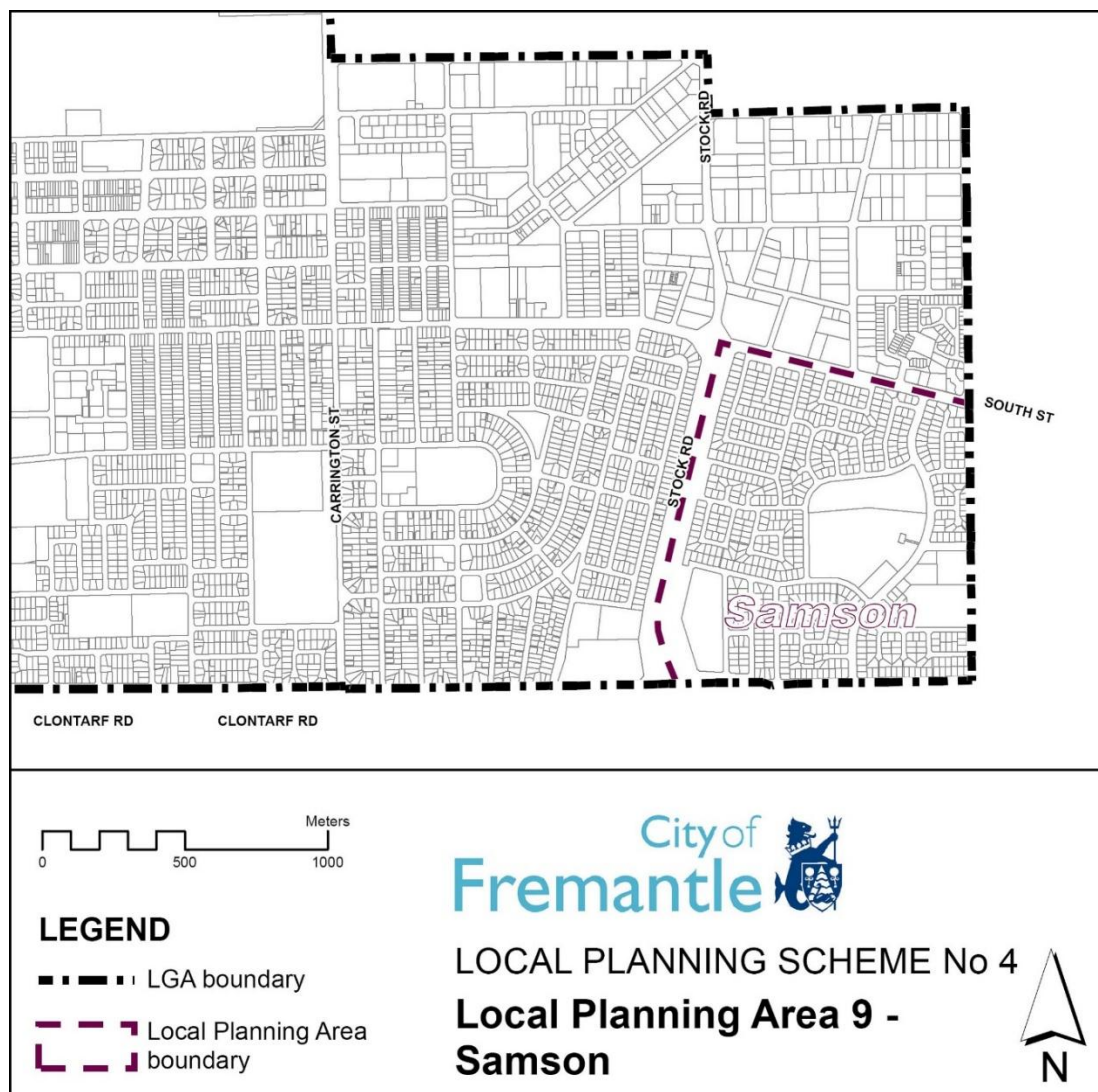 STOCK RD
SOUTH ST
CARRINGTON ST
STOCK RD
Samson
CLONTARF RD
CLONTARF RD
Meters
0 500 1000
LEGEND
LGA boundary
Local Planning Area
boundary
City of
Fremantle
LOCAL PLANNING SCHEME No 4
Local Planning Area 9 -
Samson
N